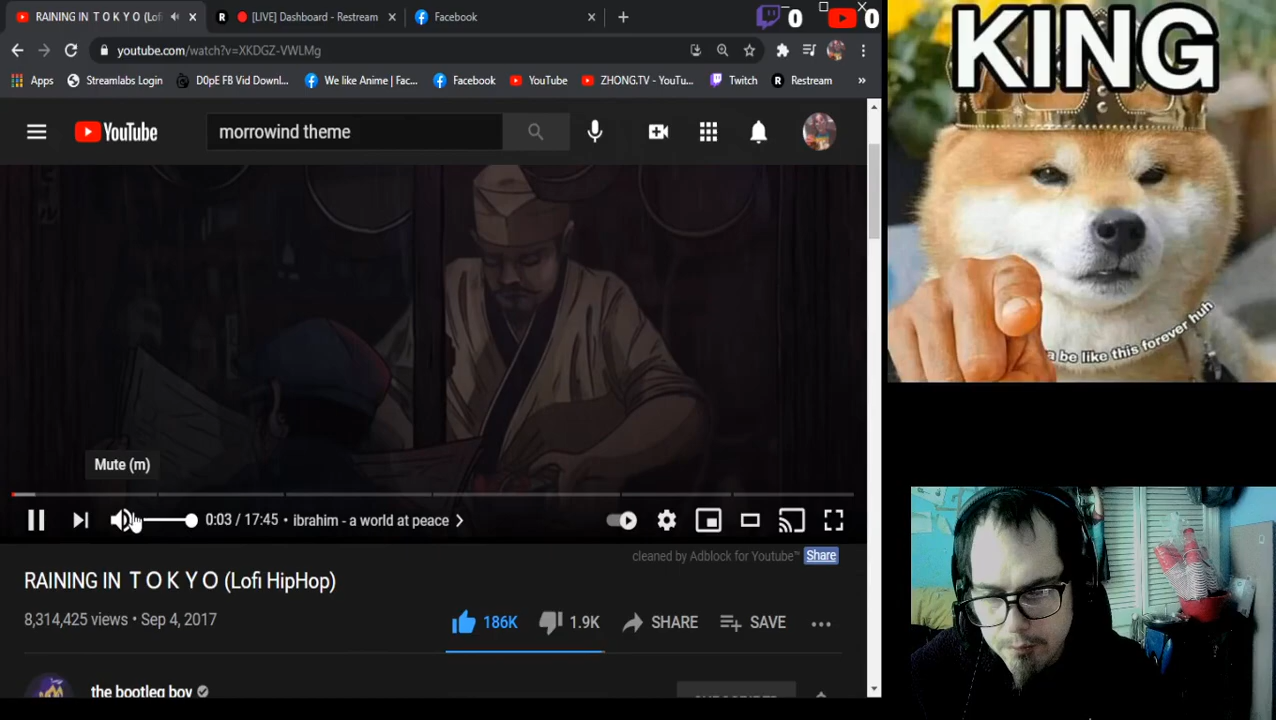 RAINING IN T O K Y O (Lofi
[LIVE] Dashboard - Restream
Facebook
0
0
youtube.com/watch?v=XKDGZ-VWLMg
Apps
Streamlabs Login
D0pE FB Vid Downl...
We like Anime | Fac...
Facebook
YouTube
ZHONG.TV - YouTu...
Twitch
Restream
YouTube
morrowind theme
KING
a be like this forever huh
Mute (m)
0:03 / 17:45 • ibrahim - a world at peace
cleaned by Adblock for Youtube™ Share
RAINING IN T O K Y O (Lofi HipHop)
8,314,425 views • Sep 4, 2017
186K
1.9K
SHARE
SAVE
the bootleg boy